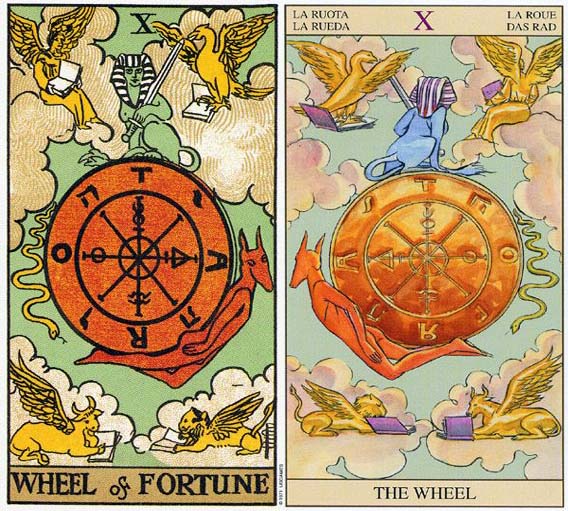 X
ה T י
O A
ו R ה
WHEEL of FORTUNE
LA RUOTA
LA RUEDA
X
LA ROUE
DAS RAD
T
A O
R
THE WHEEL